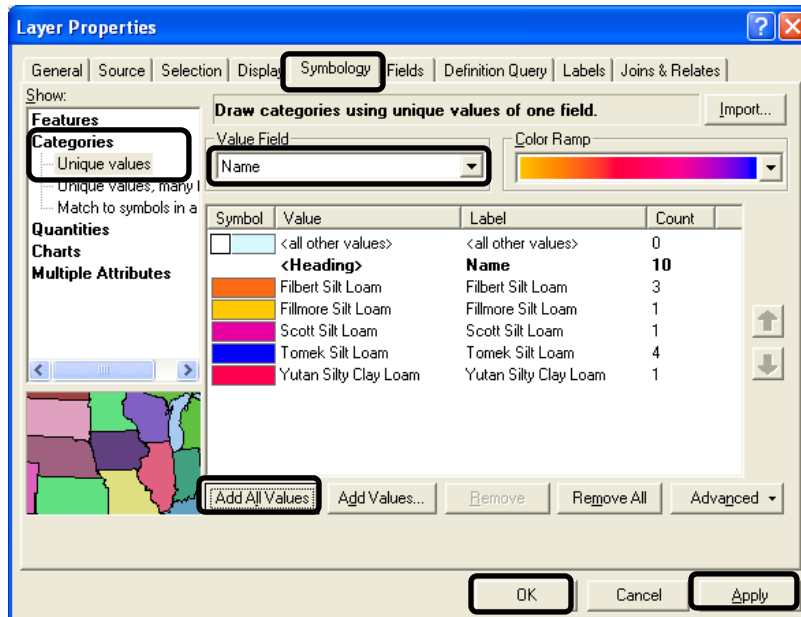 Layer Properties
General Source Selection Display Symbology Fields Definition Query Labels Joins & Relates
Show:
Features
Categories
Unique values
Unique values, many
Match to symbols in a
Quantities
Charts
Multiple Attributes
Draw categories using unique values of one field.
Import...
Value Field
Name
Color Ramp
Symbol Value Label Count
<all other values> <all other values> 0
<Heading> Name 10
Filbert Silt Loam Filbert Silt Loam 3
Fillmore Silt Loam Fillmore Silt Loam 1
Scott Silt Loam Scott Silt Loam 1
Tomek Silt Loam Tomek Silt Loam 4
Yutan Silty Clay Loam Yutan Silty Clay Loam 1
Add All Values Add Values... Remove Remove All Advanced
OK Cancel Apply